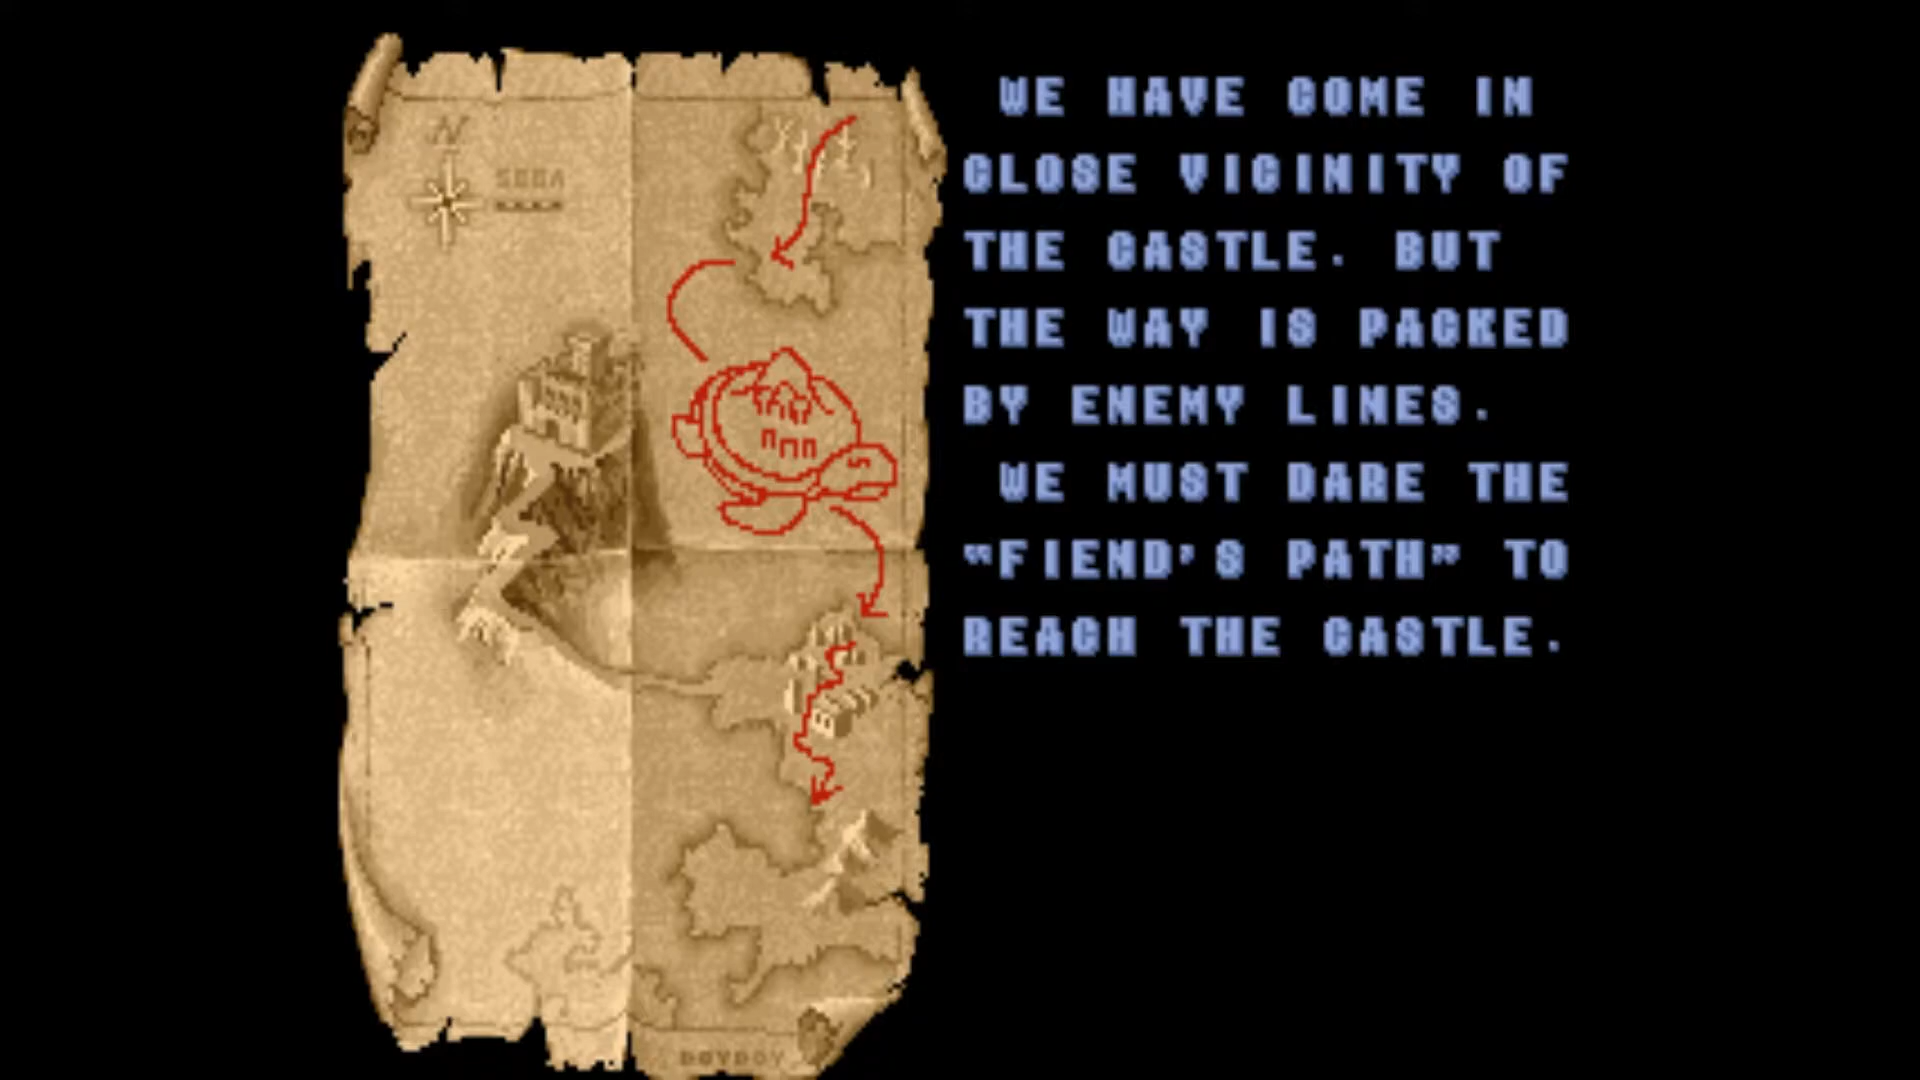 N
SEGA
WE HAVE COME IN
CLOSE VICINITY OF
THE CASTLE. BUT
THE WAY IS PACKED
BY ENEMY LINES.
WE MUST DARE THE
“FIEND'S PATH” TO
REACH THE CASTLE.